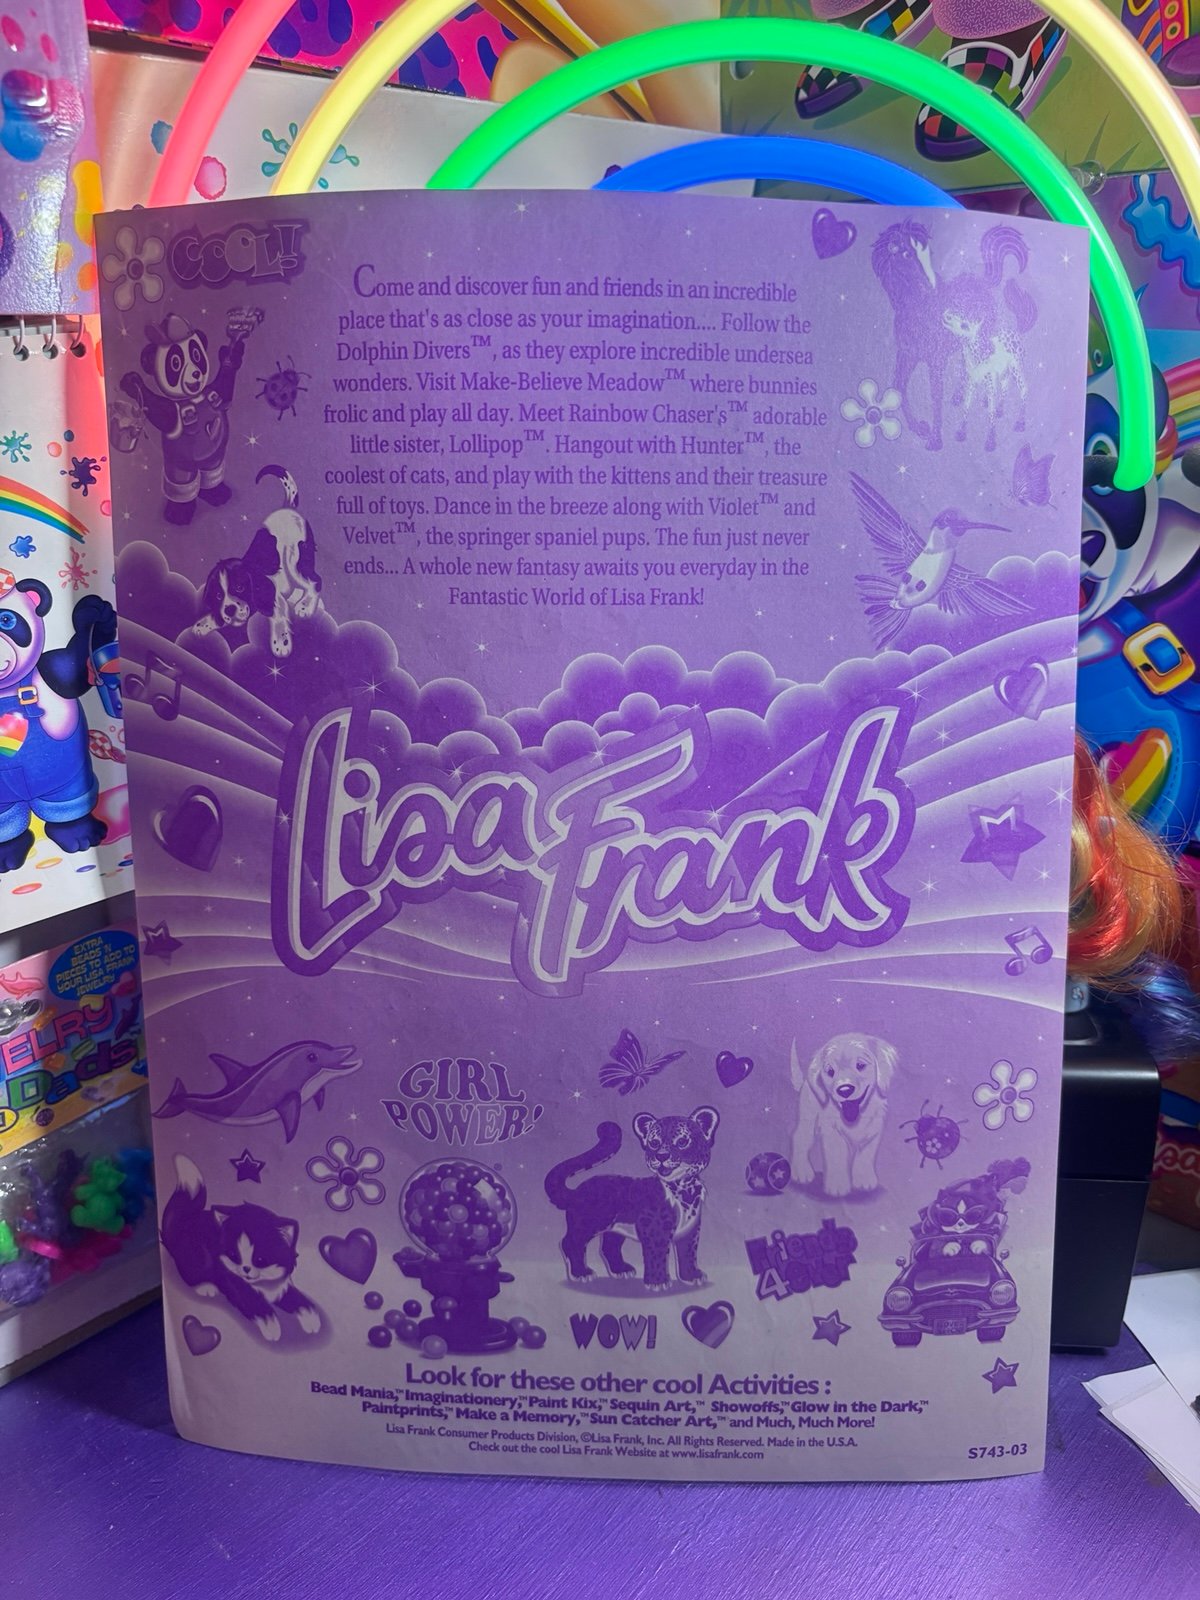 COOL!
Come and discover fun and friends in an incredible
place that's as close as your imagination.... Follow the
Dolphin Divers™, as they explore incredible undersea
wonders. Visit Make-Believe Meadow™ where bunnies
frolic and play all day. Meet Rainbow Chaser's™ adorable
little sister, Lollipop™. Hangout with Hunter™, the
coolest of cats, and play with the kittens and their treasure
full of toys. Dance in the breeze along with Violet™ and
Velvet™, the springer spaniel pups. The fun just never
ends... A whole new fantasy awaits you everyday in the
Fantastic World of Lisa Frank!
Lisa Frank
EXTRA
BEADS 'N
PIECES TO ADD TO
YOUR LISA FRANK
JEWELRY
GIRL
POWER!
Friends
4ever
WOW!
Look for these other cool Activities :
Bead Mania,™ Imaginationery,™ Paint Kix,™ Sequin Art,™ Showoffs,™ Glow in the Dark,™
Paintprints,™ Make a Memory,™ Sun Catcher Art,™ and Much, Much More!
Lisa Frank Consumer Products Division, ©Lisa Frank, Inc. All Rights Reserved. Made in the U.S.A.
Check out the cool Lisa Frank Website at www.lisafrank.com
S743-03